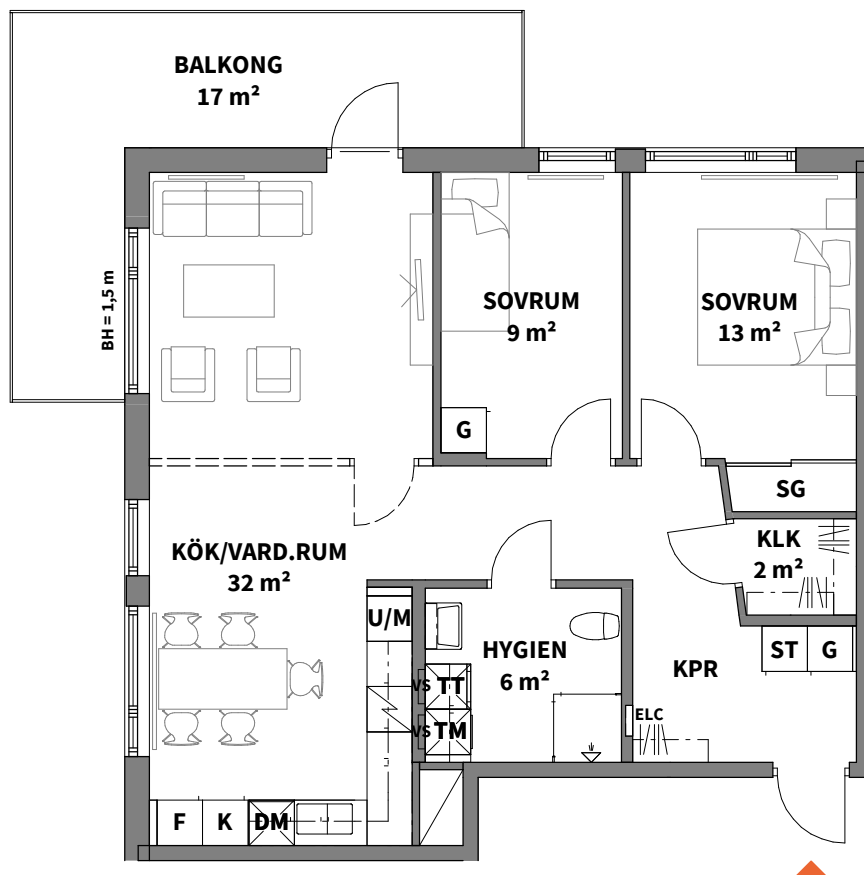 BALKONG
17 m²
BH = 1,5 m
SOVRUM
9 m²
SOVRUM
13 m²
G
SG
KÖK/VARD.RUM
32 m²
KLK
2 m²
U/M
HYGIEN
6 m²
KPR
ST
G
VS
TT
VS
TM
ELC
F
K
DM